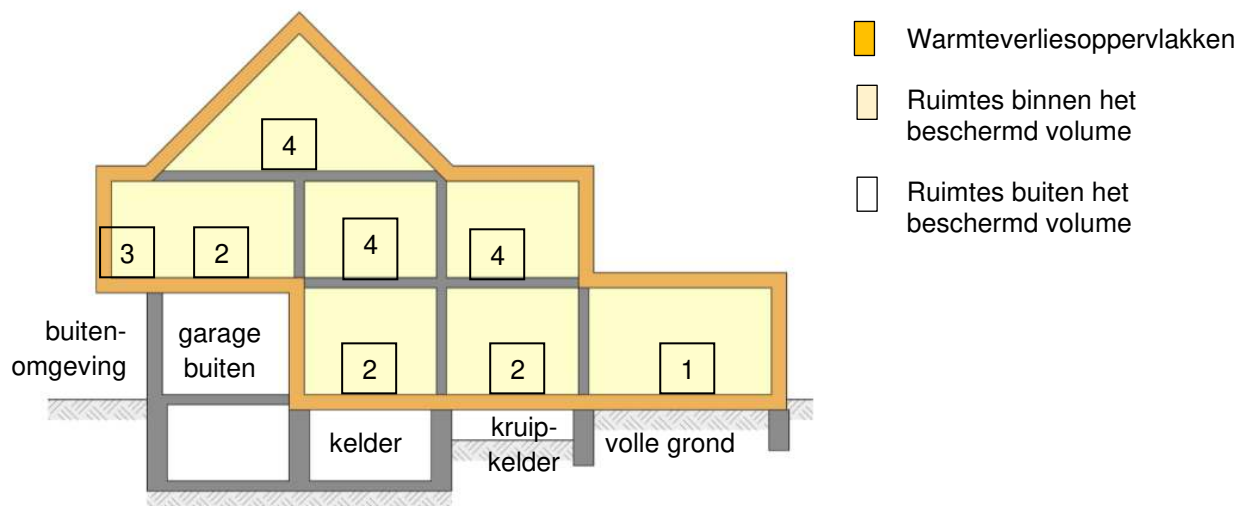 Warmteverliesoppervlakken
Ruimtes binnen het
beschermd volume
Ruimtes buiten het
beschermd volume
4
3
2
4
4
buiten-
omgeving
garage
buiten
2
2
1
kelder
kruip-
kelder
volle grond